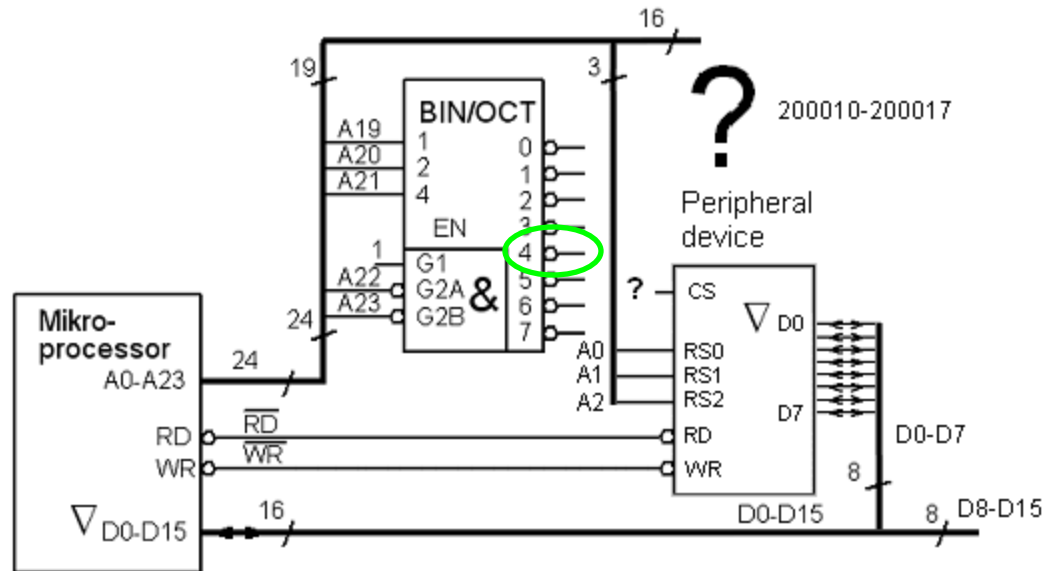 16
19
3
?
200010-200017
BIN/OCT
A19 1
A20 2
A21 4
0
1
2
3
4
5
6
7
EN
1 G1
A22 G2A
A23 G2B
&
Peripheral
device
? CS
∇ D0
A0 RS0
A1 RS1
A2 RS2
D7
RD
WR
D0-D7
8
Mikro-
processor
A0-A23
24
24
RD
WR
RD
WR
∇ D0-D15
16
D0-D15
8
D8-D15